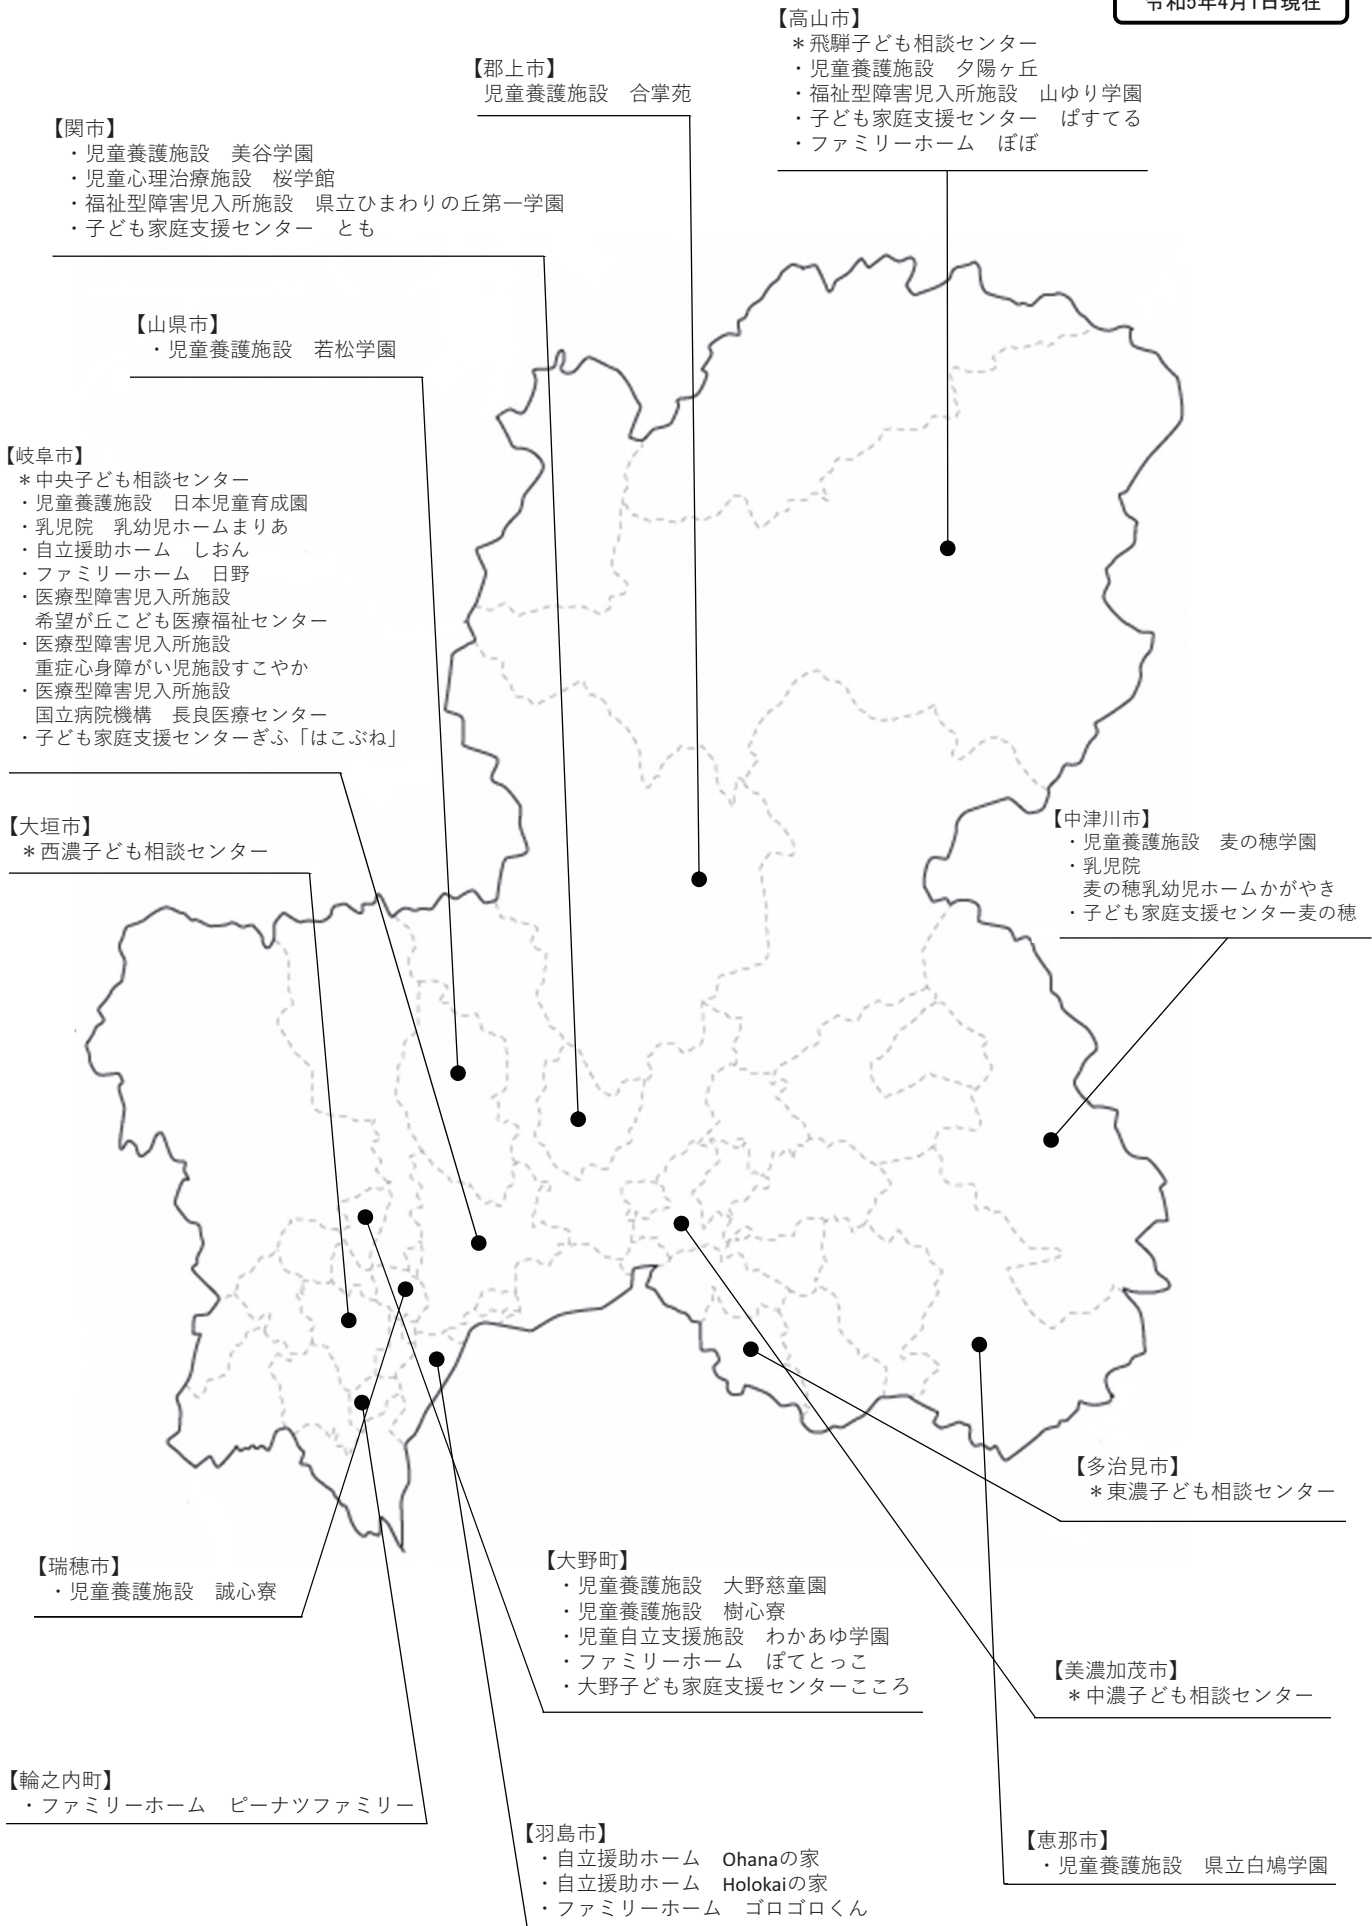 令和5年4月1日現在
【高山市】
＊飛騨子ども相談センター
・児童養護施設　夕陽ヶ丘
・福祉型障害児入所施設　山ゆり学園
・子ども家庭支援センター　ぱすてる
・ファミリーホーム　ぽぽ
【郡上市】
児童養護施設　合掌苑
【関市】
・児童養護施設　美谷学園
・児童心理治療施設　桜学館
・福祉型障害児入所施設　県立ひまわりの丘第一学園
・子ども家庭支援センター　とも
【山県市】
・児童養護施設　若松学園
【岐阜市】
＊中央子ども相談センター
・児童養護施設　日本児童育成園
・乳児院　乳幼児ホームまりあ
・自立援助ホーム　しおん
・ファミリーホーム　日野
・医療型障害児入所施設
希望が丘こども医療福祉センター
・医療型障害児入所施設
重症心身障がい児施設すこやか
・医療型障害児入所施設
国立病院機構　長良医療センター
・子ども家庭支援センターぎふ「はこぶね」
【大垣市】
＊西濃子ども相談センター
【中津川市】
・児童養護施設　麦の穂学園
・乳児院
麦の穂乳幼児ホームかがやき
・子ども家庭支援センター麦の穂
【多治見市】
＊東濃子ども相談センター
【瑞穂市】
・児童養護施設　誠心寮
【大野町】
・児童養護施設　大野慈童園
・児童養護施設　樹心寮
・児童自立支援施設　わかあゆ学園
・ファミリーホーム　ぽてとっこ
・大野子ども家庭支援センターこころ
【美濃加茂市】
＊中濃子ども相談センター
【輪之内町】
・ファミリーホーム　ピーナツファミリー
【羽島市】
・自立援助ホーム　Ohanaの家
・自立援助ホーム　Holokaiの家
・ファミリーホーム　ゴロゴロくん
【恵那市】
・児童養護施設　県立白鳩学園